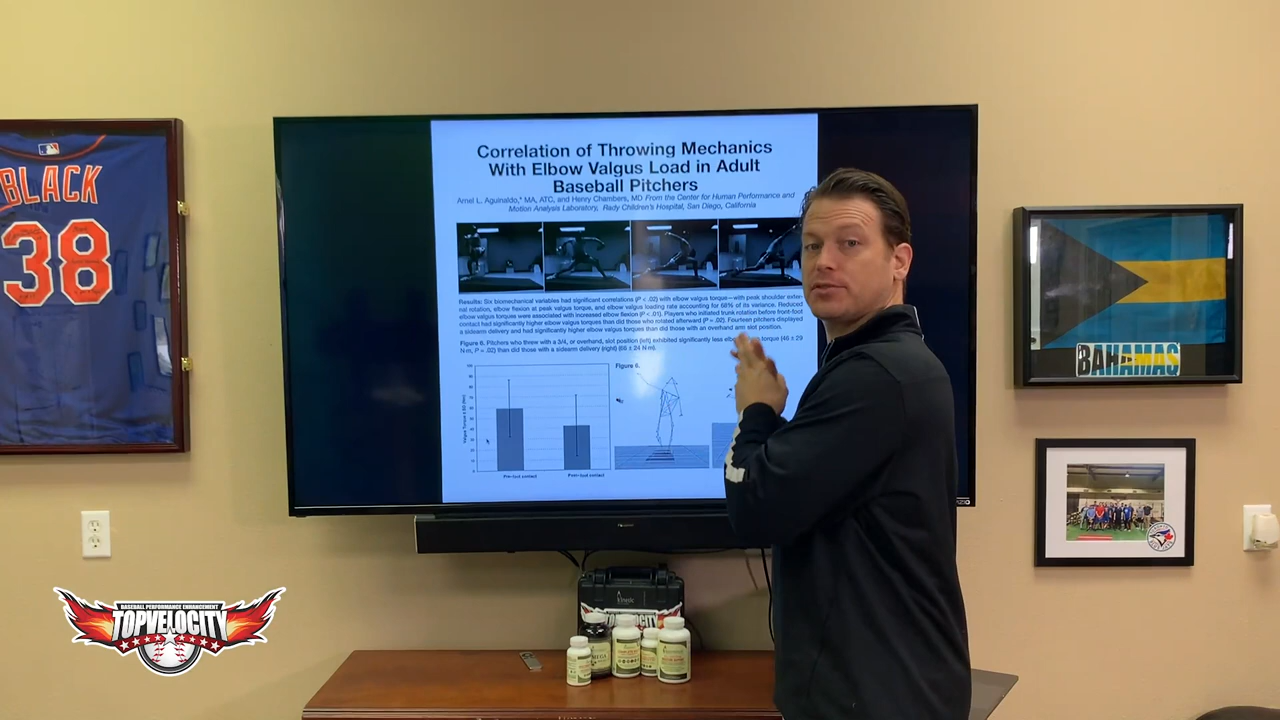 BLACK
38
Correlation of Throwing Mechanics
With Elbow Valgus Load in Adult
Baseball Pitchers
Arnel L. Aguinaldo,* MA, ATC, and Henry Chambers, MD From the Center for Human Performance and
Motion Analysis Laboratory, Rady Children's Hospital, San Diego, California
Results: Six biomechanical variables had significant correlations (P < .02) with elbow valgus torque—with peak shoulder exter-
nal rotation, elbow flexion at peak valgus torque, and elbow valgus loading rate accounting for 68% of its variance. Reduced
elbow valgus torques were associated with increased elbow flexion (P < .01). Players who initiated trunk rotation before front-foot
contact had significantly higher elbow valgus torques than did those who rotated afterward (P = .02). Fourteen pitchers displayed
a sidearm delivery and had significantly higher elbow valgus torques than did those with an overhand arm slot position.
Figure 6. Pitchers who threw with a 3/4, or overhand, slot position (left) exhibited significantly less torque (46 ± 29
N·m, P = .02) than did those with a sidearm delivery (right) (66 ± 24 N·m).
Figure 6.
Pre-foot contact
Post-foot contact
BAHAMAS
BASEBALL PERFORMANCE ENHANCEMENT
TOPVELOCITY
TOPVELOCITY